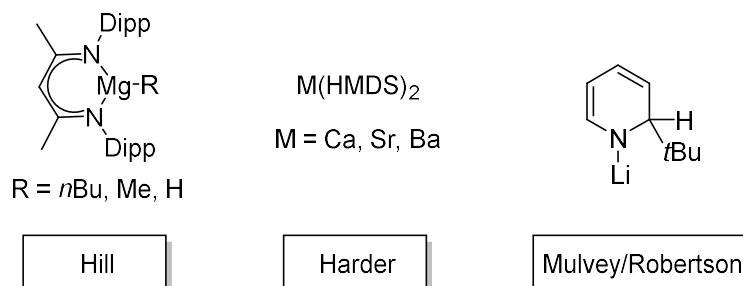 Dipp
N
Mg-R
N
Dipp
R = nBu, Me, H
M(HMDS)2
M = Ca, Sr, Ba
H
N
tBu
Li
Hill
Harder
Mulvey/Robertson